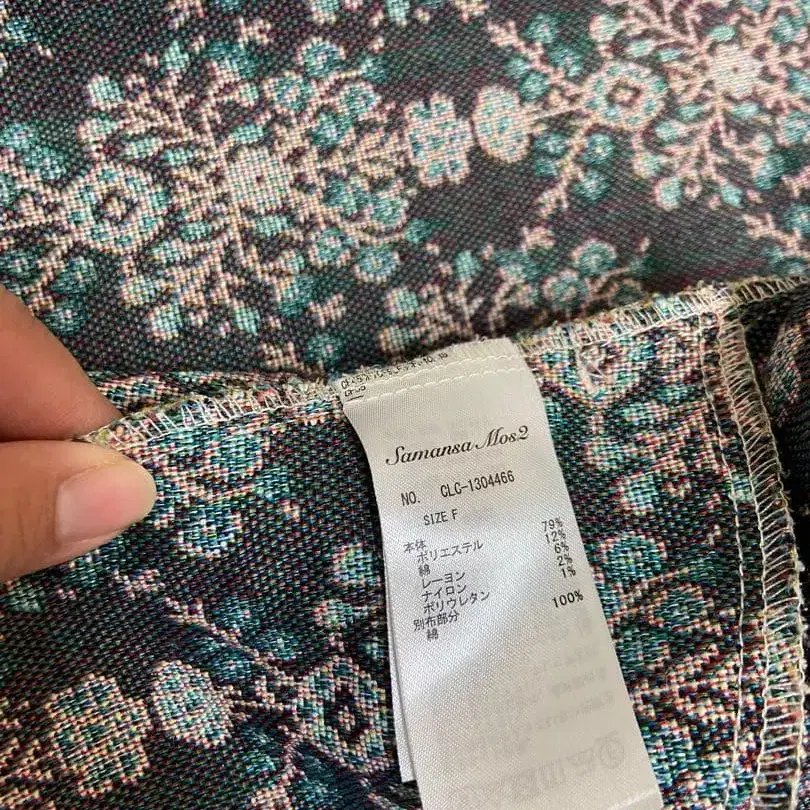 Samansa Mos2
NO. CLC-1304466
SIZE F
本体
ポリエステル 79%
綿 12%
レーヨン 6%
ナイロン 2%
ポリウレタン 1%
別布部分
綿 100%